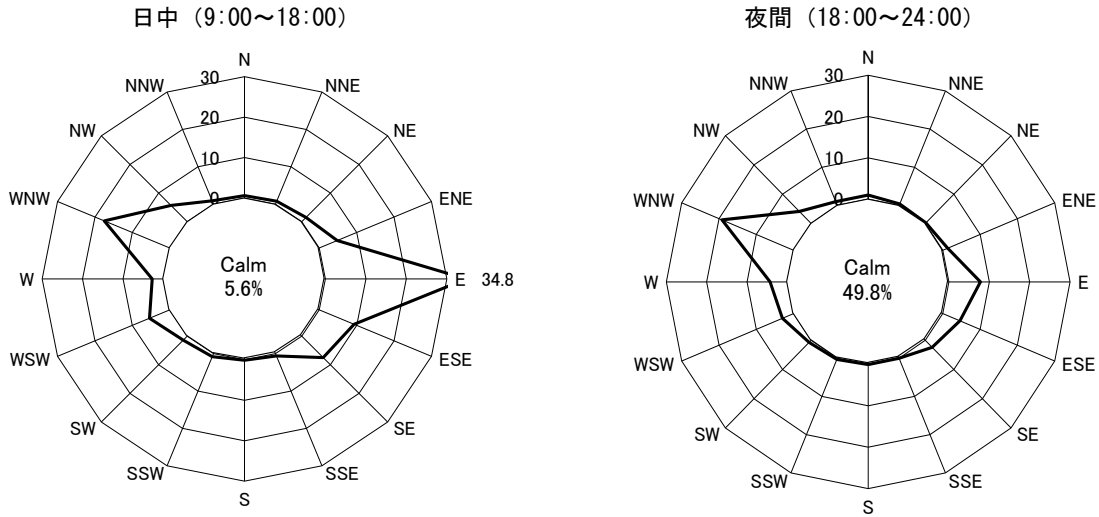 日中 (9:00～18:00)
N
NNE
NE
ENE
E 34.8
ESE
SE
SSE
S
SSW
SW
WSW
W
WNW
NW
NNW
30
20
10
0
Calm
5.6%
夜間 (18:00～24:00)
N
NNE
NE
ENE
E
ESE
SE
SSE
S
SSW
SW
WSW
W
WNW
NW
NNW
30
20
10
0
Calm
49.8%